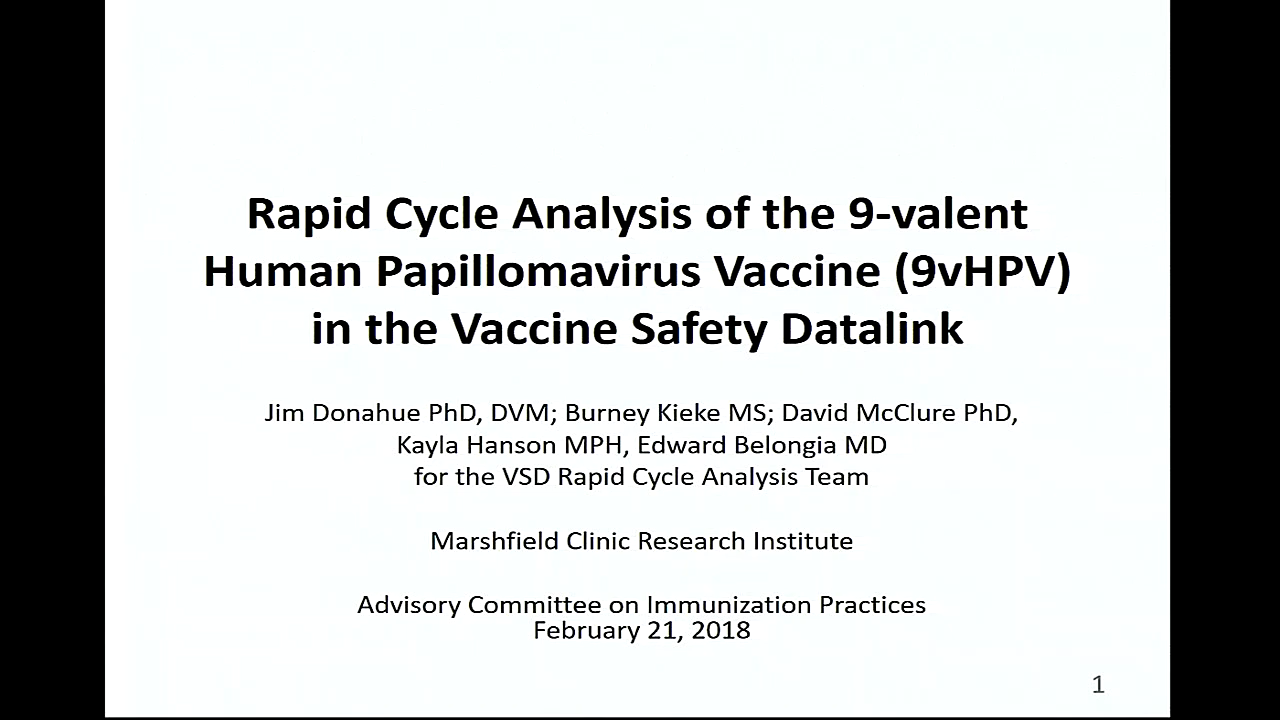 Rapid Cycle Analysis of the 9-valent
Human Papillomavirus Vaccine (9vHPV)
in the Vaccine Safety Datalink
Jim Donahue PhD, DVM; Burney Kieke MS; David McClure PhD,
Kayla Hanson MPH, Edward Belongia MD
for the VSD Rapid Cycle Analysis Team
Marshfield Clinic Research Institute
Advisory Committee on Immunization Practices
February 21, 2018
1